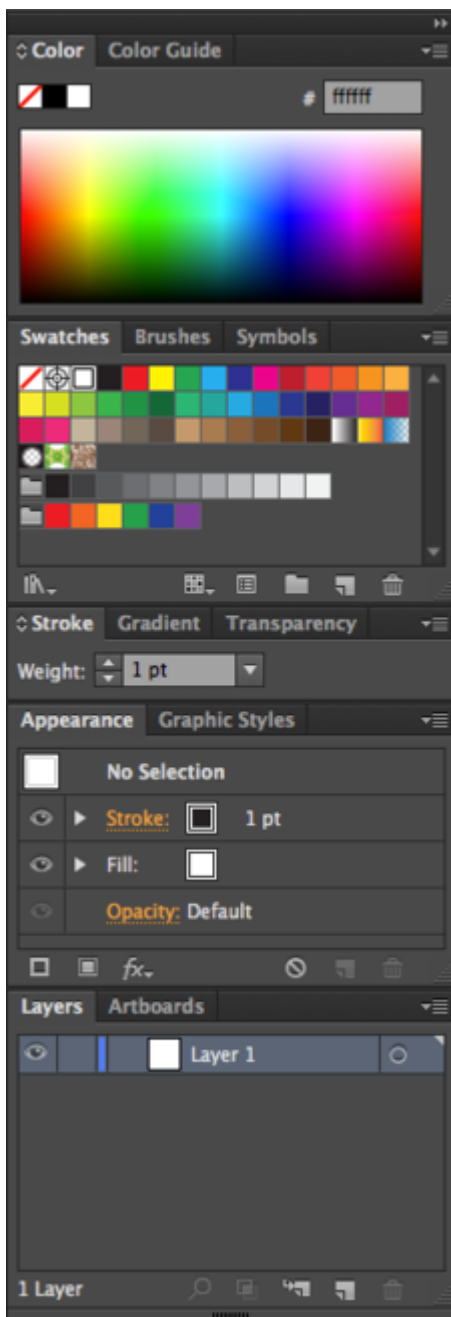 Color Color Guide
# ffffff
Swatches Brushes Symbols
Stroke Gradient Transparency
Weight: 1 pt
Appearance Graphic Styles
No Selection
Stroke: 1 pt
Fill:
Opacity: Default
fx
Layers Artboards
Layer 1
1 Layer